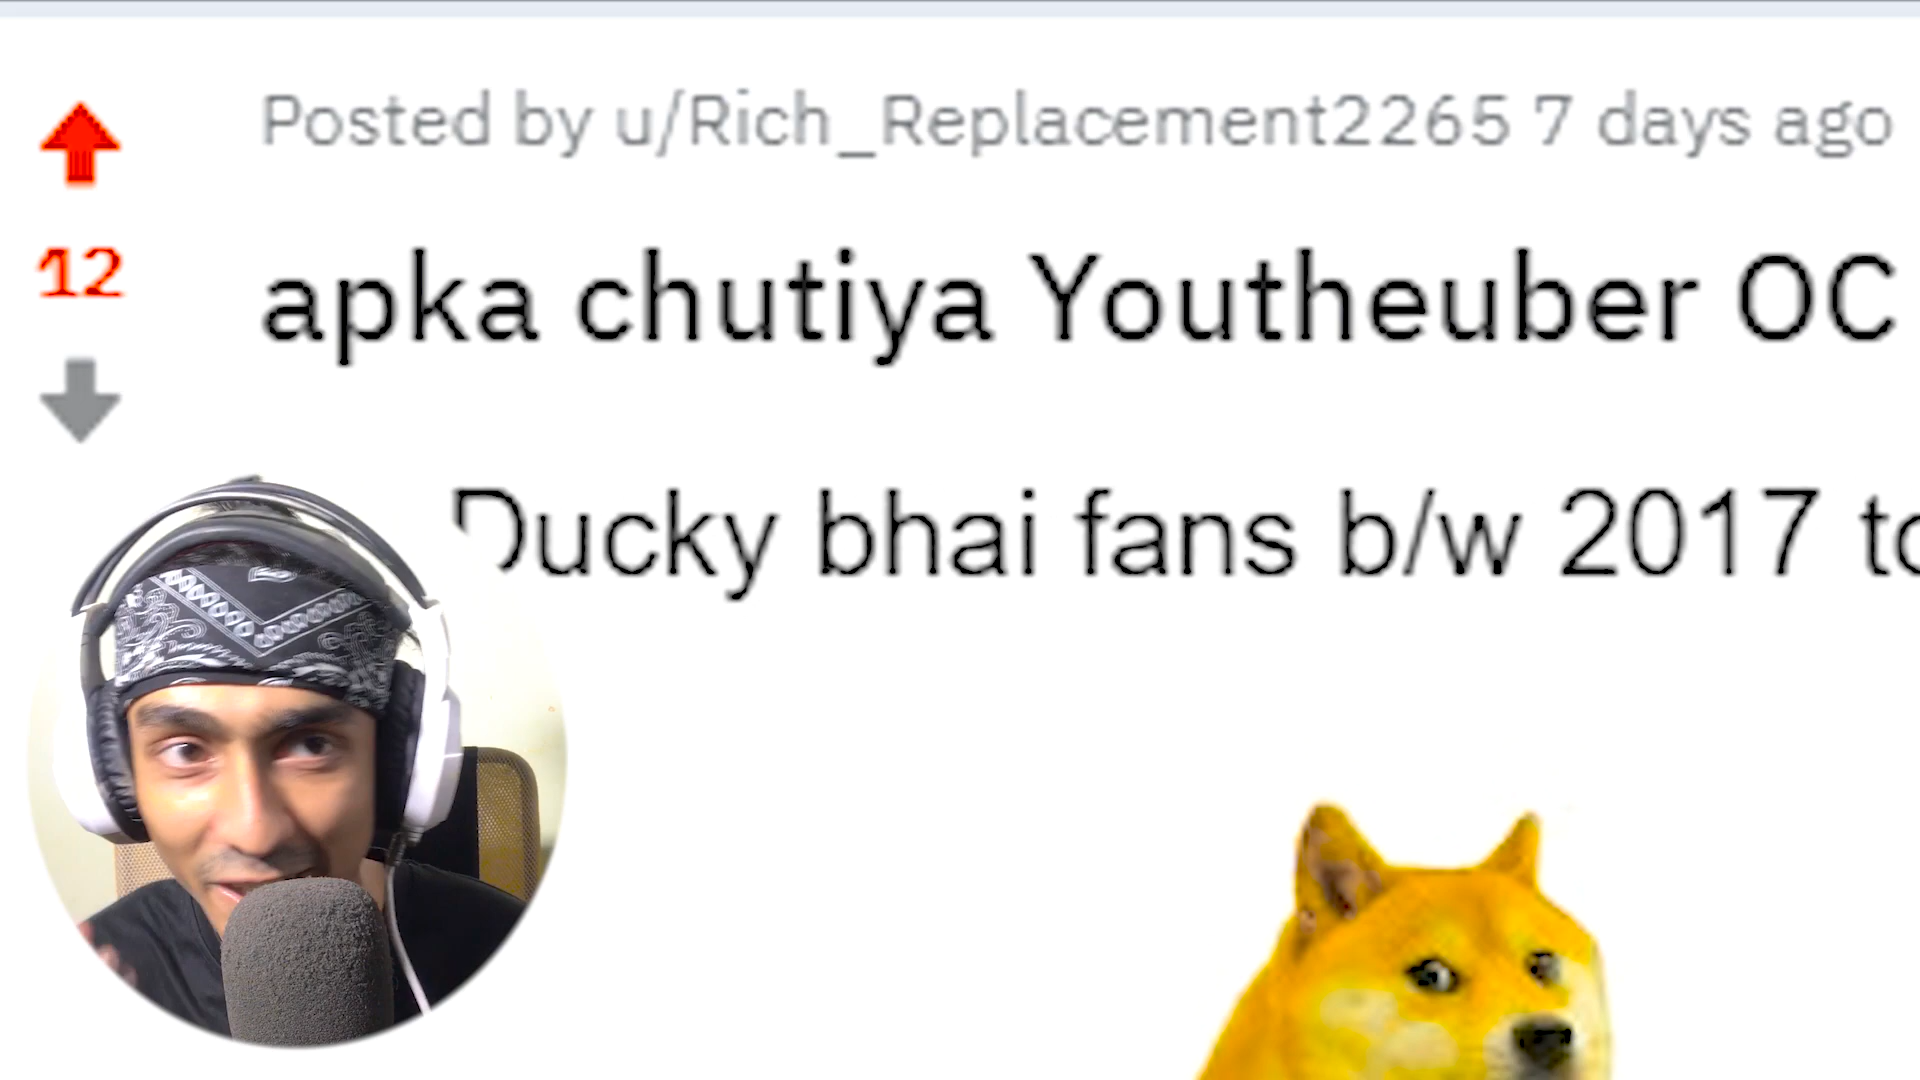 Posted by u/Rich_Replacement2265 7 days ago
12
apka chutiya Youtheuber OC
Ducky bhai fans b/w 2017 to